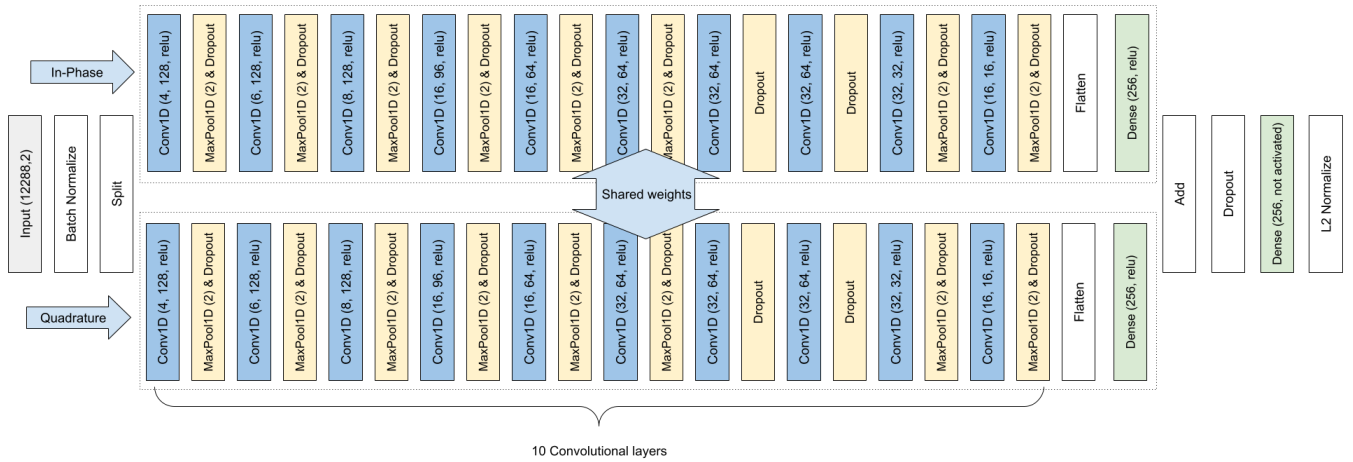 In-Phase
Input (12288,2)
Batch Normalize
Split
Conv1D (4, 128, relu)
MaxPool1D (2) & Dropout
Conv1D (6, 128, relu)
MaxPool1D (2) & Dropout
Conv1D (8, 128, relu)
MaxPool1D (2) & Dropout
Conv1D (16, 96, relu)
MaxPool1D (2) & Dropout
Conv1D (16, 64, relu)
MaxPool1D (2) & Dropout
Conv1D (32, 64, relu)
MaxPool1D (2) & Dropout
Conv1D (32, 64, relu)
Dropout
Conv1D (32, 64, relu)
Dropout
Conv1D (32, 32, relu)
MaxPool1D (2) & Dropout
Conv1D (16, 16, relu)
MaxPool1D (2) & Dropout
Flatten
Dense (256, relu)
Shared weights
Quadrature
Conv1D (4, 128, relu)
MaxPool1D (2) & Dropout
Conv1D (6, 128, relu)
MaxPool1D (2) & Dropout
Conv1D (8, 128, relu)
MaxPool1D (2) & Dropout
Conv1D (16, 96, relu)
MaxPool1D (2) & Dropout
Conv1D (16, 64, relu)
MaxPool1D (2) & Dropout
Conv1D (32, 64, relu)
MaxPool1D (2) & Dropout
Conv1D (32, 64, relu)
Dropout
Conv1D (32, 64, relu)
Dropout
Conv1D (32, 32, relu)
MaxPool1D (2) & Dropout
Conv1D (16, 16, relu)
MaxPool1D (2) & Dropout
Flatten
Dense (256, relu)
Add
Dropout
Dense (256, not activated)
L2 Normalize
10 Convolutional layers